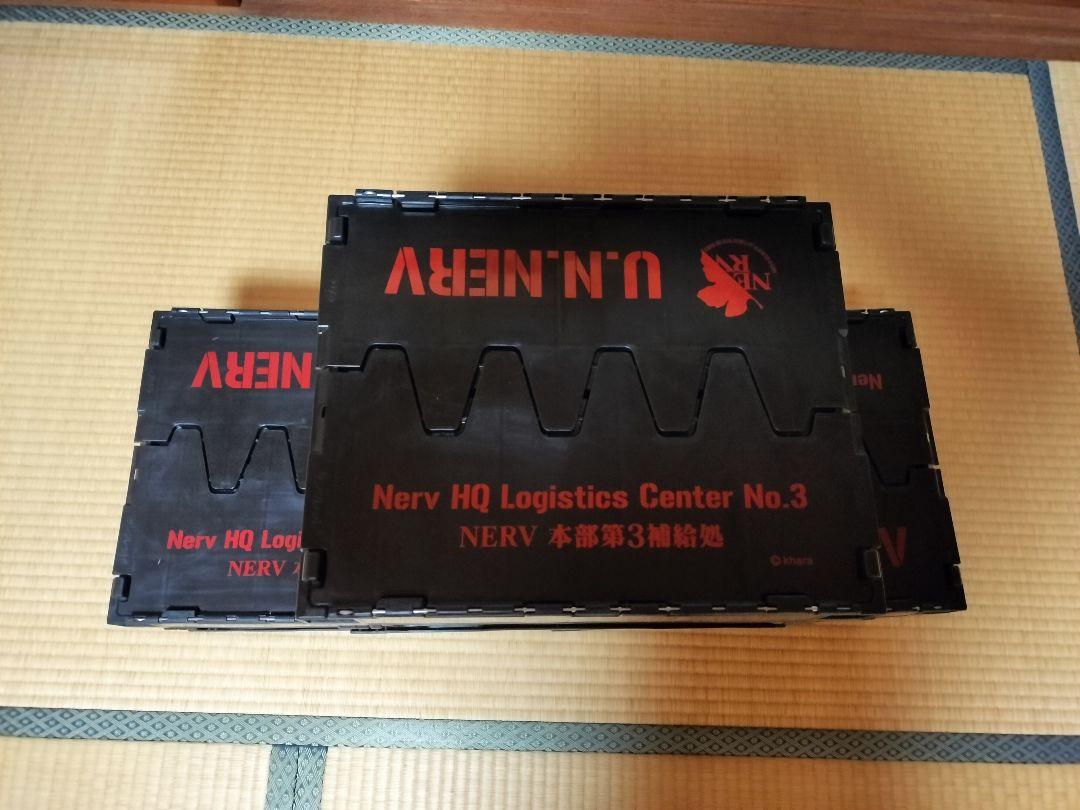 U.N.NERV
NERV
Nerv HQ Logistics Center No.3
NERV 本部第3補給処
©khara
NERV
Nerv HQ Logi
NERV
Ner